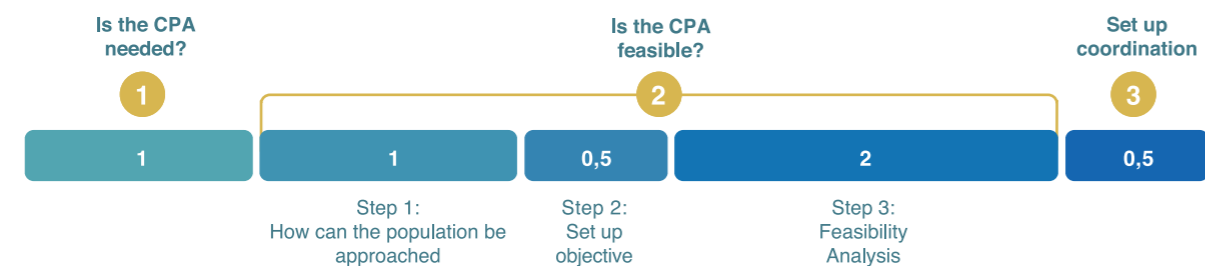 Is the CPA
needed?
Is the CPA
feasible?
Set up
coordination
1
2
3
1
1
0,5
2
0,5
Step 1:
How can the population be
approached
Step 2:
Set up
objective
Step 3:
Feasibility
Analysis